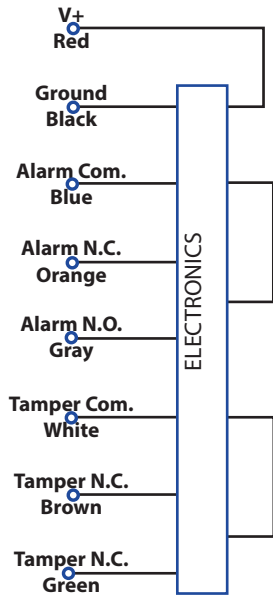 V+
Red
Ground
Black
Alarm Com.
Blue
Alarm N.C.
Orange
Alarm N.O.
Gray
Tamper Com.
White
Tamper N.C.
Brown
Tamper N.C.
Green
ELECTRONICS